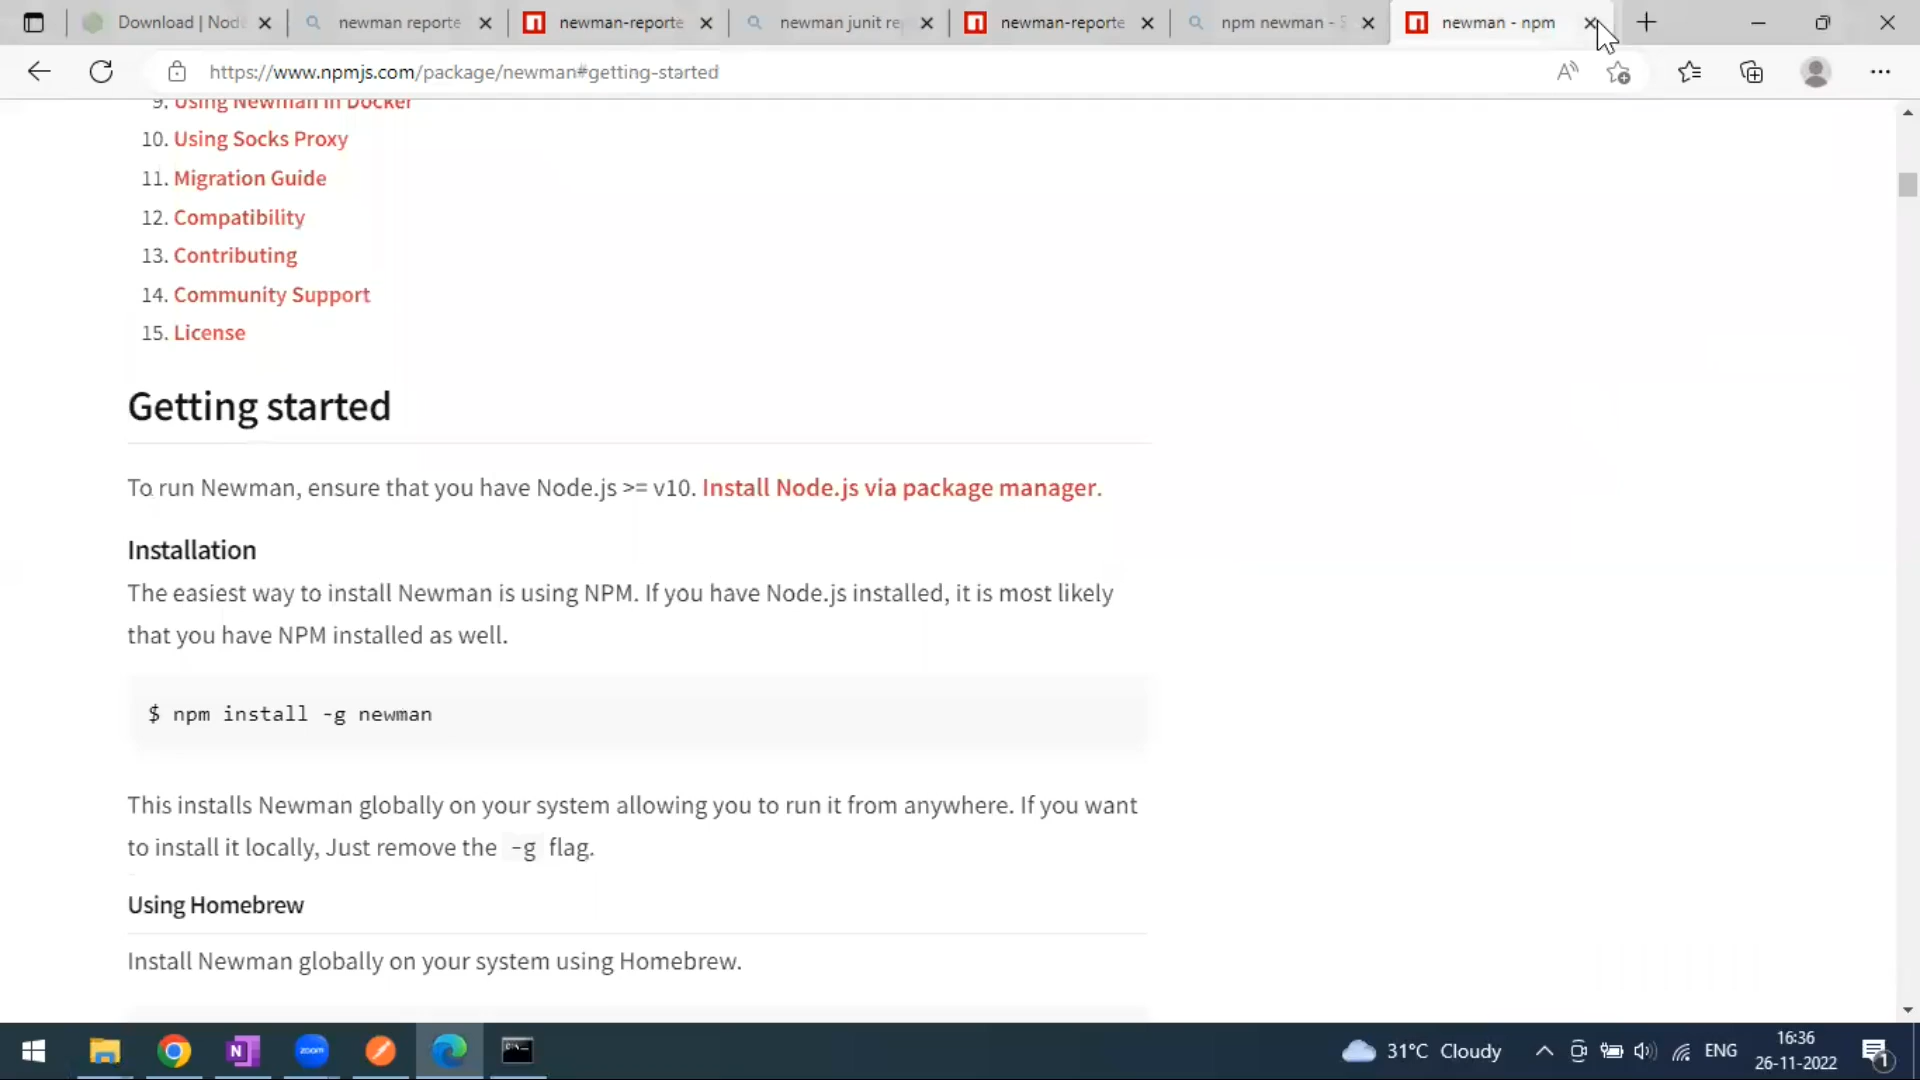 Download | Nod
newman reporte
newman-reporte
newman junit re
newman-reporte
npm newman -
newman - npm
https://www.npmjs.com/package/newman#getting-started
9. Using Newman in Docker
10. Using Socks Proxy
11. Migration Guide
12. Compatibility
13. Contributing
14. Community Support
15. License
Getting started
To run Newman, ensure that you have Node.js >= v10. Install Node.js via package manager.
Installation
The easiest way to install Newman is using NPM. If you have Node.js installed, it is most likely
that you have NPM installed as well.
$ npm install -g newman
This installs Newman globally on your system allowing you to run it from anywhere. If you want
to install it locally, Just remove the -g flag.
Using Homebrew
Install Newman globally on your system using Homebrew.
zoom
31°C Cloudy
ENG
16:36
26-11-2022
1